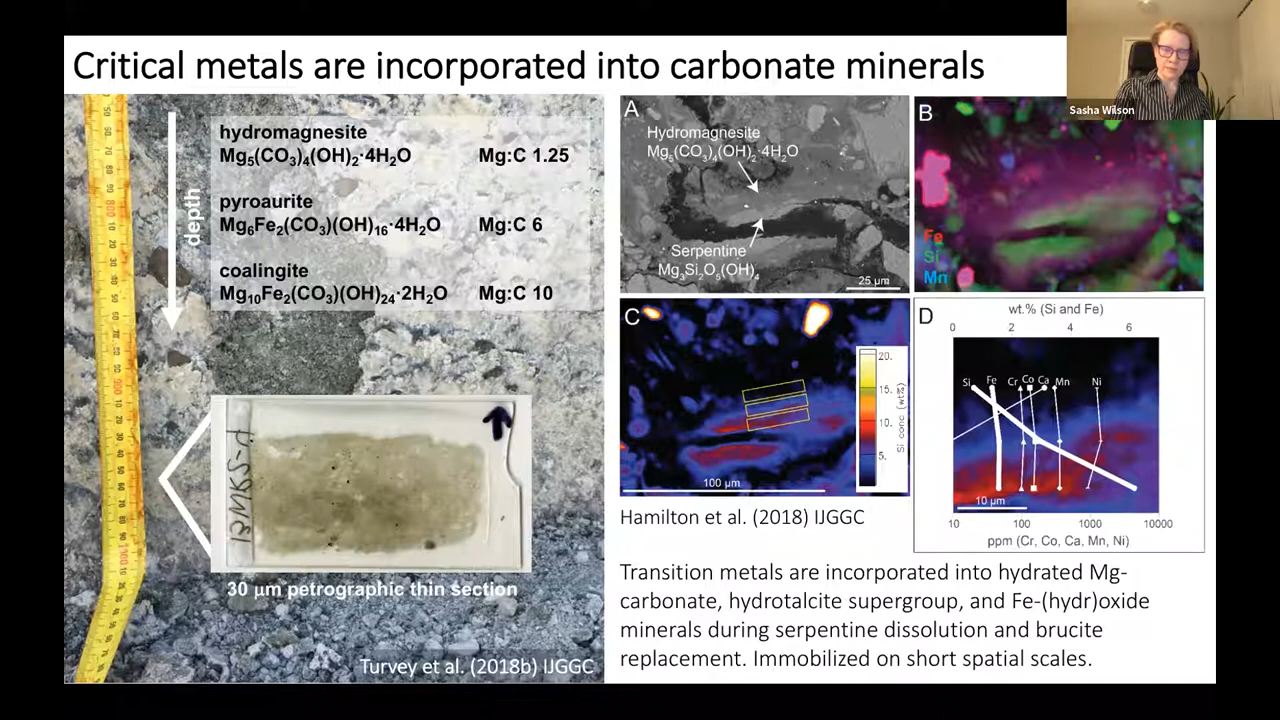 Critical metals are incorporated into carbonate minerals
Sasha Wilson
depth
hydromagnesite
Mg5(CO3)4(OH)2·4H2O Mg:C 1.25
pyroaurite
Mg6Fe2(CO3)(OH)16·4H2O Mg:C 6
coalingite
Mg10Fe2(CO3)(OH)24·2H2O Mg:C 10
30 µm petrographic thin section
Turvey et al. (2018b) IJGGC
A
Hydromagnesite
Mg5(CO3)4(OH)2·4H2O
Serpentine
Mg3Si2O5(OH)4
25 µm
B
Fe
Si
Mn
C
20.
15.
10.
5.
Si conc (wt%)
100 µm
D
wt.% (Si and Fe)
0 2 4 6
Si Fe Cr Co Ca Mn Ni
10 µm
10 100 1000 10000
ppm (Cr, Co, Ca, Mn, Ni)
Hamilton et al. (2018) IJGGC
Transition metals are incorporated into hydrated Mg-
carbonate, hydrotalcite supergroup, and Fe-(hydr)oxide
minerals during serpentine dissolution and brucite
replacement. Immobilized on short spatial scales.